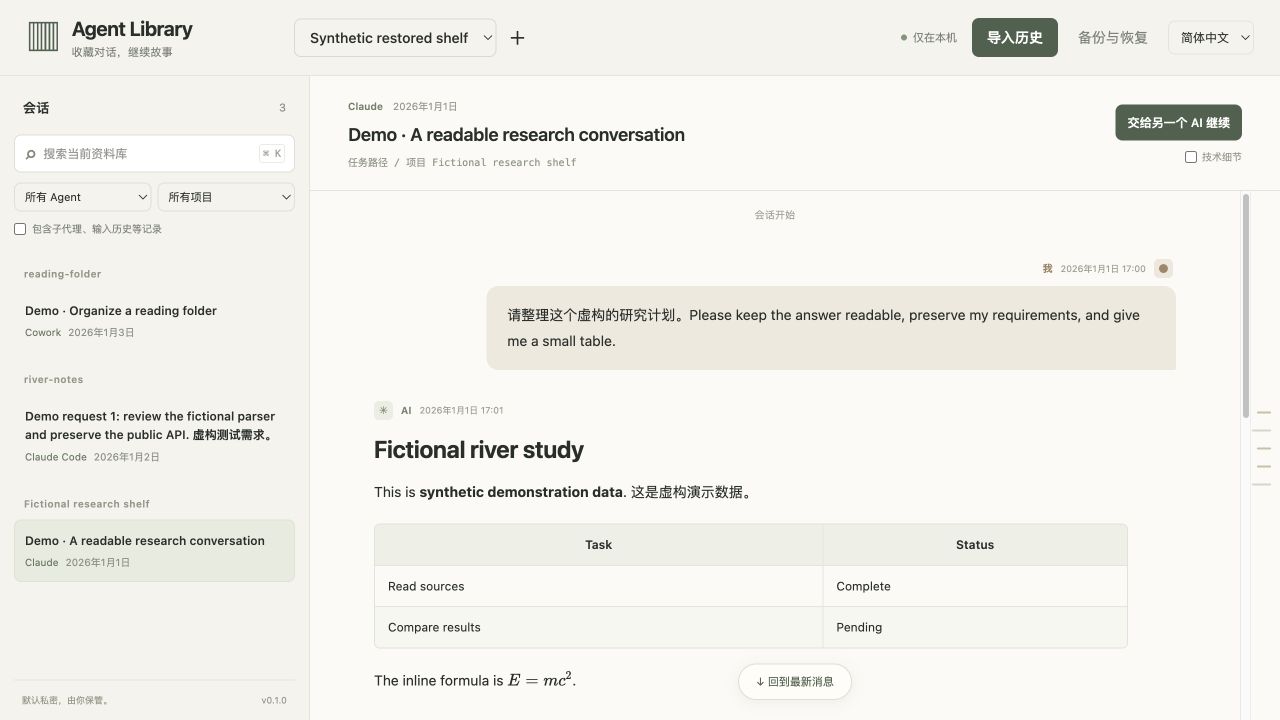 Agent Library
收藏对话，继续故事
Synthetic restored shelf
仅在本机
导入历史
备份与恢复
简体中文
会话
3
搜索当前资料库
⌘ K
所有 Agent
所有项目
包含子代理、输入历史等记录
reading-folder
Demo · Organize a reading folder
Cowork 2026年1月3日
river-notes
Demo request 1: review the fictional parser
and preserve the public API. 虚构测试需求。
Claude Code 2026年1月2日
Fictional research shelf
Demo · A readable research conversation
Claude 2026年1月1日
默认私密，由你保管。
v0.1.0
Claude 2026年1月1日
Demo · A readable research conversation
任务路径 / 项目 Fictional research shelf
交给另一个 AI 继续
技术细节
会话开始
我 2026年1月1日 17:00
请整理这个虚构的研究计划。Please keep the answer readable, preserve my requirements, and give
me a small table.
AI 2026年1月1日 17:01
Fictional river study
This is synthetic demonstration data. 这是虚构演示数据。
Task Status
Read sources Complete
Compare results Pending
The inline formula is E = mc².
↓ 回到最新消息